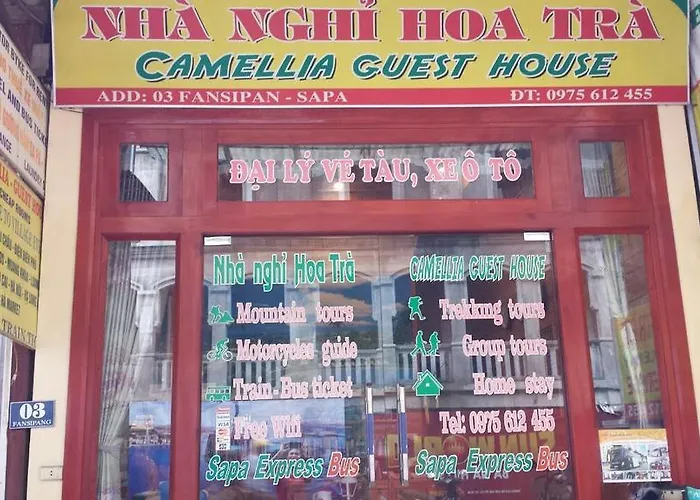 NHÀ NGHỈ HOA TRÀ
CAMELLIA GUEST HOUSE
ADD: 03 FANSIPAN - SAPA
ĐT: 0975 612 455
ĐẠI LÝ VÉ TÀU, XE Ô TÔ
Nhà nghỉ Hoa Trà
Mountain tours
Motorcycles guide
Train - Bus ticket
Free Wifi
Sapa Express Bus
CAMELLIA GUEST HOUSE
Trekking tours
Group tours
Home stay
Tel: 0975 612 455
Sapa Express Bus
03
FANSIPANG